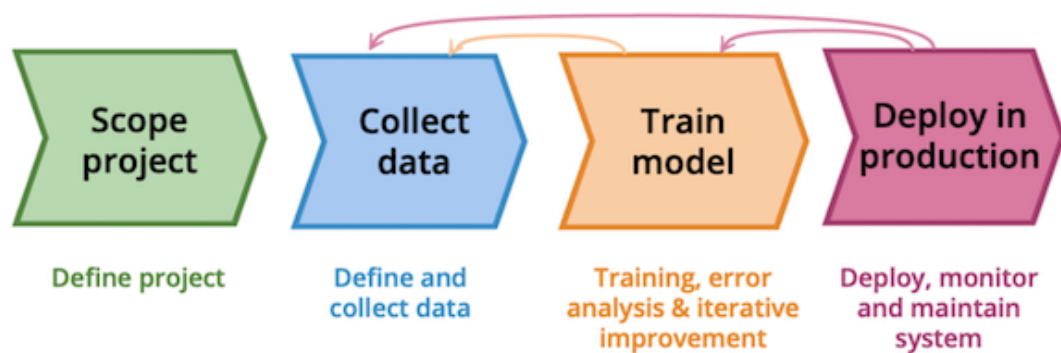 Scope
project
Collect
data
Train
model
Deploy in
production
Define project
Define and
collect data
Training, error
analysis & iterative
improvement
Deploy, monitor
and maintain
system